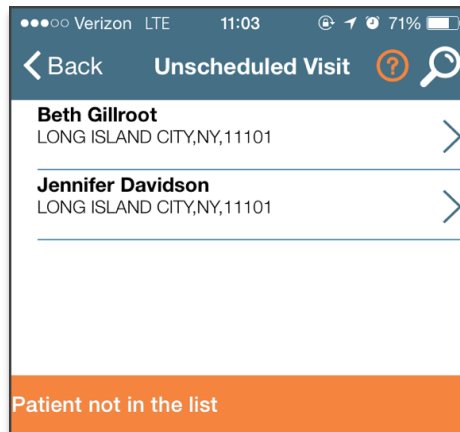 Verizon LTE 11:03 71%
Back Unscheduled Visit ?
Beth Gillroot
LONG ISLAND CITY,NY,11101
Jennifer Davidson
LONG ISLAND CITY,NY,11101
Patient not in the list